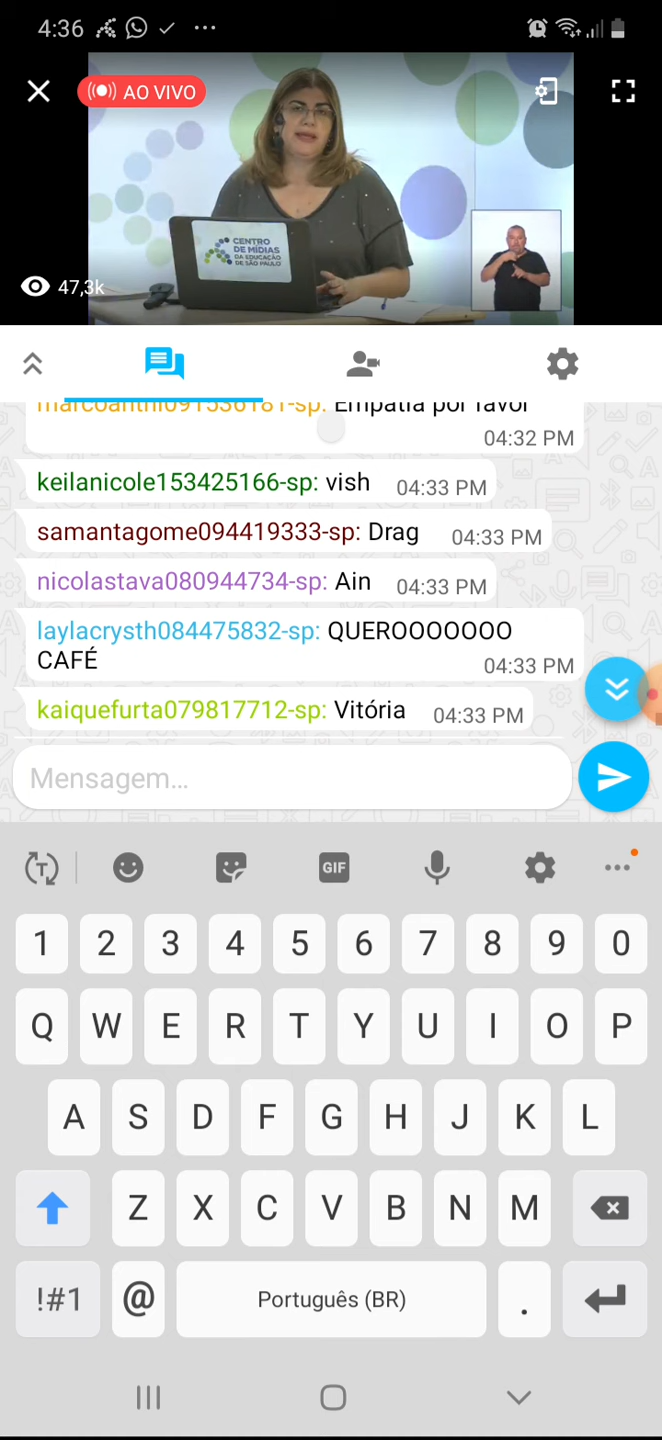 4:36
AO VIVO
CENTRO
DE MÍDIAS
DA EDUCAÇÃO
DE SÃO PAULO
47,3k
marcoanthi091536181-sp: Empatia por favor
04:32 PM
keilanicole153425166-sp: vish 04:33 PM
samantagome094419333-sp: Drag 04:33 PM
nicolastava080944734-sp: Ain 04:33 PM
laylacrysth084475832-sp: QUEROOOOOOO
CAFÉ 04:33 PM
kaiquefurta079817712-sp: Vitória 04:33 PM
Mensagem...
T GIF
1 2 3 4 5 6 7 8 9 0
Q W E R T Y U I O P
A S D F G H J K L
Z X C V B N M
!#1 @ Português (BR) .